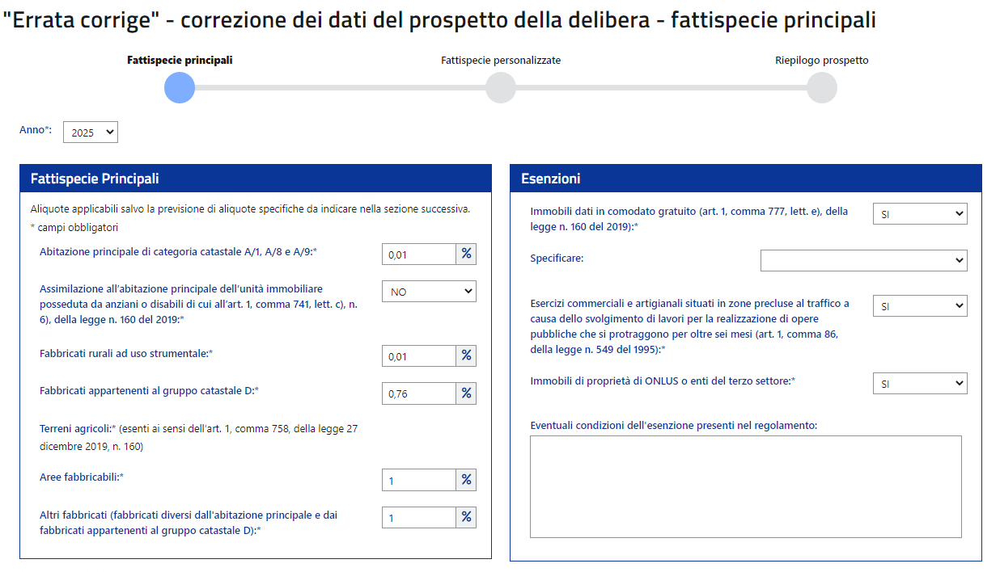 "Errata corrige" - correzione dei dati del prospetto della delibera - fattispecie principali
Fattispecie principali
Fattispecie personalizzate
Riepilogo prospetto
Anno*:
2025
Fattispecie Principali
Aliquote applicabili salvo la previsione di aliquote specifiche da indicare nella sezione successiva.
* campi obbligatori
Abitazione principale di categoria catastale A/1, A/8 e A/9:*
0,01 %
Assimilazione all'abitazione principale dell'unità immobiliare
posseduta da anziani o disabili di cui all'art. 1, comma 741, lett. c), n.
6), della legge n. 160 del 2019:*
NO
Fabbricati rurali ad uso strumentale:*
0,01 %
Fabbricati appartenenti al gruppo catastale D:*
0,76 %
Terreni agricoli:* (esenti ai sensi dell'art. 1, comma 758, della legge 27
dicembre 2019, n. 160)
Aree fabbricabili:*
1 %
Altri fabbricati (fabbricati diversi dall'abitazione principale e dai
fabbricati appartenenti al gruppo catastale D):*
1 %
Esenzioni
Immobili dati in comodato gratuito (art. 1, comma 777, lett. e), della
legge n. 160 del 2019):*
SI
Specificare:
Esercizi commerciali e artigianali situati in zone precluse al traffico a
causa dello svolgimento di lavori per la realizzazione di opere
pubbliche che si protraggono per oltre sei mesi (art. 1, comma 86,
della legge n. 549 del 1995):*
SI
Immobili di proprietà di ONLUS o enti del terzo settore:*
SI
Eventuali condizioni dell'esenzione presenti nel regolamento: